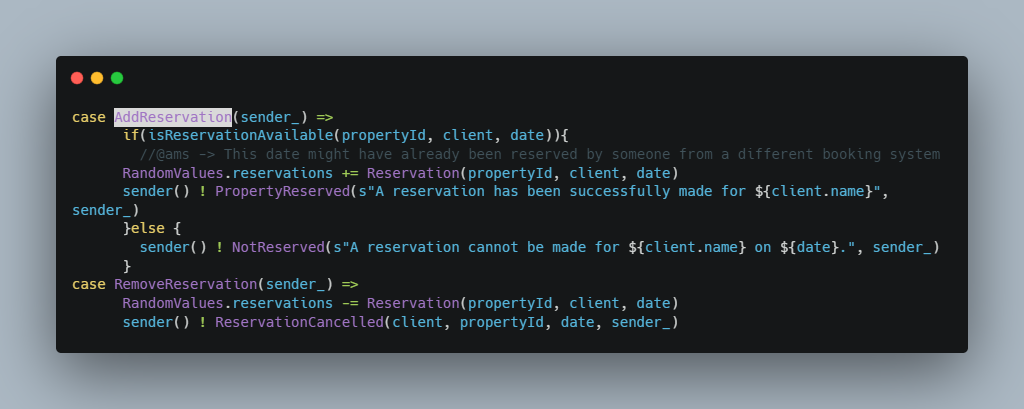 case AddReservation(sender_) =>
if(isReservationAvailable(propertyId, client, date)){
//@ams -> This date might have already been reserved by someone from a different booking system
RandomValues.reservations += Reservation(propertyId, client, date)
sender() ! PropertyReserved(s"A reservation has been successfully made for ${client.name}",
sender_)
}else {
sender() ! NotReserved(s"A reservation cannot be made for ${client.name} on ${date}.", sender_)
}
case RemoveReservation(sender_) =>
RandomValues.reservations -= Reservation(propertyId, client, date)
sender() ! ReservationCancelled(client, propertyId, date, sender_)